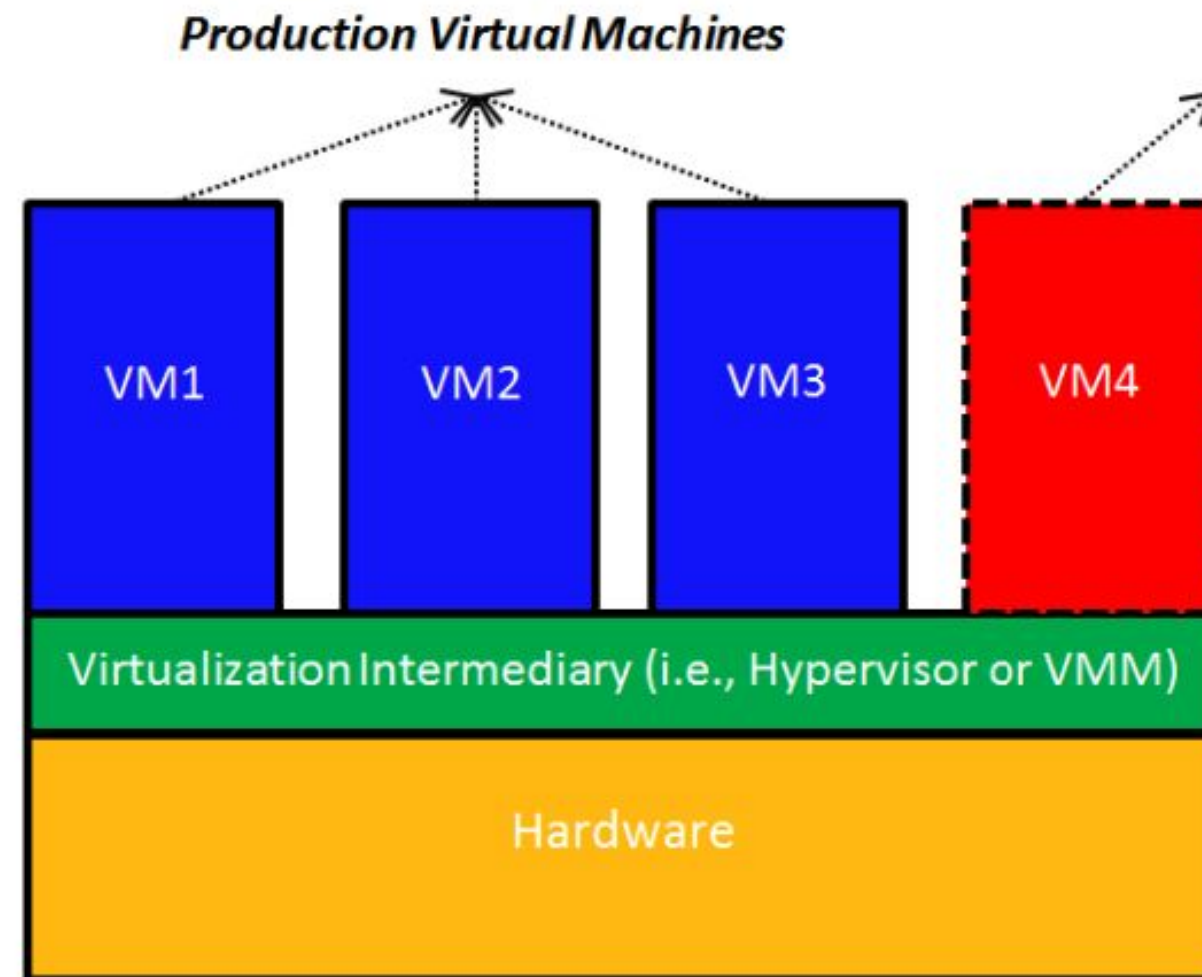 Production Virtual Machines
VM1
VM2
VM3
VM4
Virtualization Intermediary (i.e., Hypervisor or VMM)
Hardware